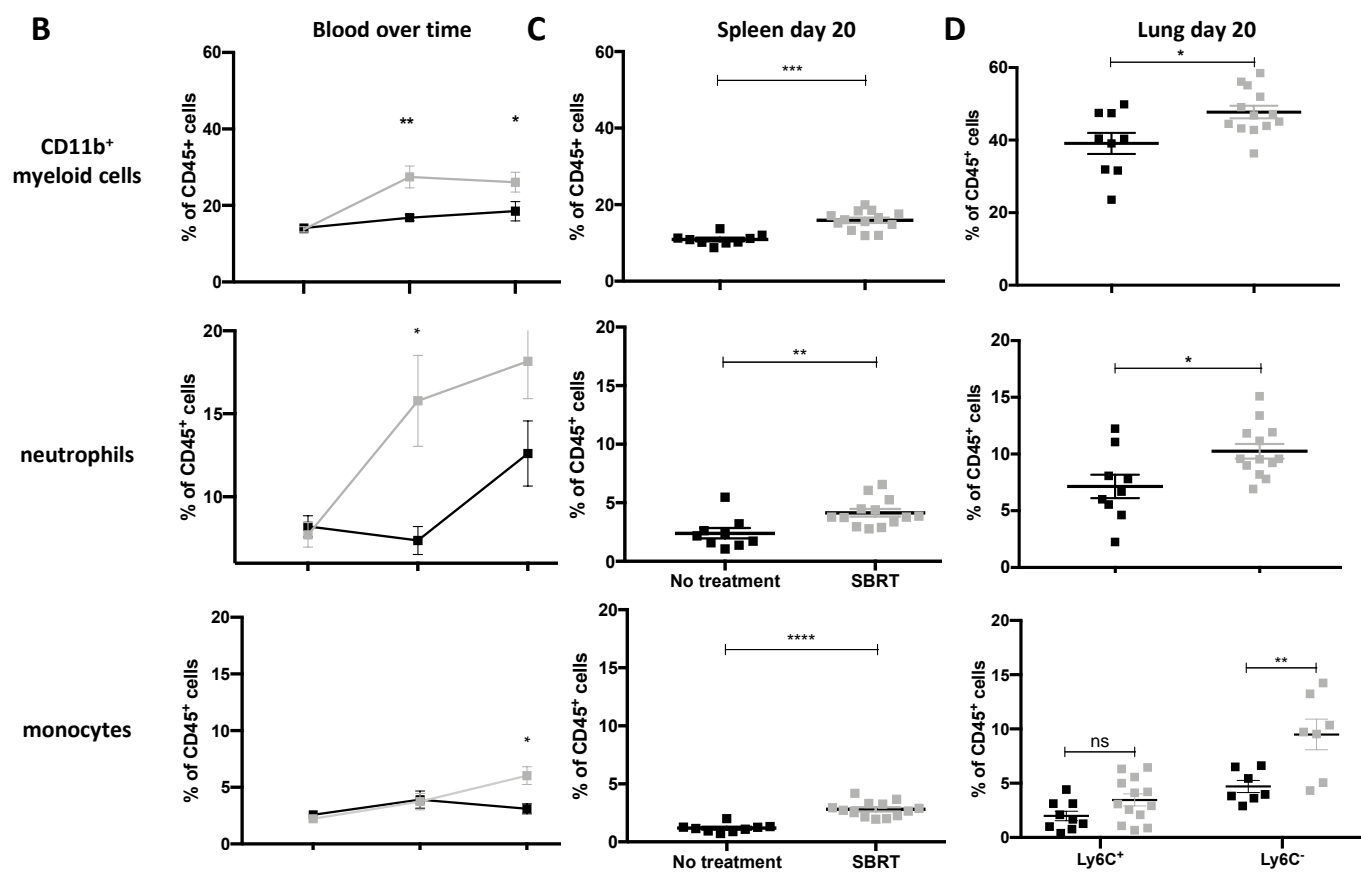 B
Blood over time
C
Spleen day 20
D
Lung day 20
CD11b⁺
myeloid cells
% of CD45+ cells
60
40
20
0
**
*
% of CD45+ cells
60
40
20
0
***
% of CD45⁺ cells
60
40
20
0
*
neutrophils
% of CD45⁺ cells
20
15
10
*
% of CD45⁺ cells
20
15
10
5
0
**
No treatment
SBRT
% of CD45⁺ cells
20
15
10
5
0
*
monocytes
% of CD45⁺ cells
20
15
10
5
0
*
% of CD45⁺ cells
20
15
10
5
0
****
No treatment
SBRT
% of CD45⁺ cells
20
15
10
5
0
ns
**
Ly6C⁺
Ly6C⁻